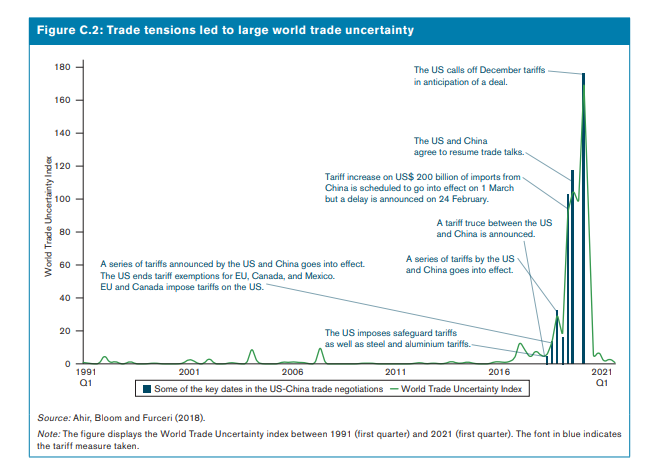 Figure C.2: Trade tensions led to large world trade uncertainty
World Trade Uncertainty Index
180
160
140
120
100
80
60
40
20
0
The US calls off December tariffs
in anticipation of a deal.
The US and China
agree to resume trade talks.
Tariff increase on US$ 200 billion of imports from
China is scheduled to go into effect on 1 March
but a delay is announced on 24 February.
A tariff truce between the US
and China is announced.
A series of tariffs by the US
and China goes into effect.
A series of tariffs announced by the US and China goes into effect.
The US ends tariff exemptions for EU, Canada, and Mexico.
EU and Canada impose tariffs on the US.
The US imposes safeguard tariffs
as well as steel and aluminium tariffs.
1991 2001 2006 2011 2016 2021
Q1 Q1
Some of the key dates in the US-China trade negotiations World Trade Uncertainty Index
Source: Ahir, Bloom and Furceri (2018).
Note: The figure displays the World Trade Uncertainty index between 1991 (first quarter) and 2021 (first quarter). The font in blue indicates
the tariff measure taken.